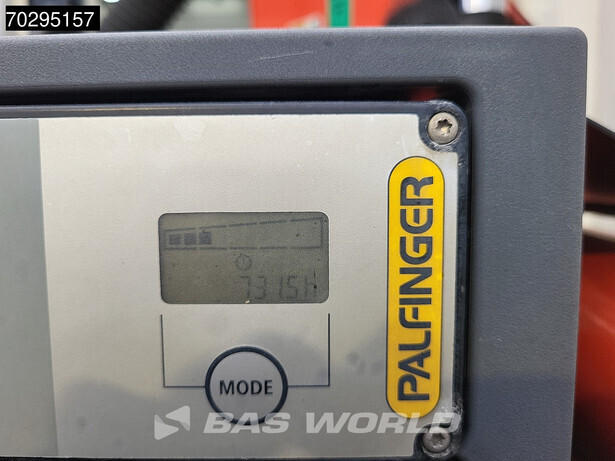 70295157
7315H
MODE
PALFINGER
BAS WORLD